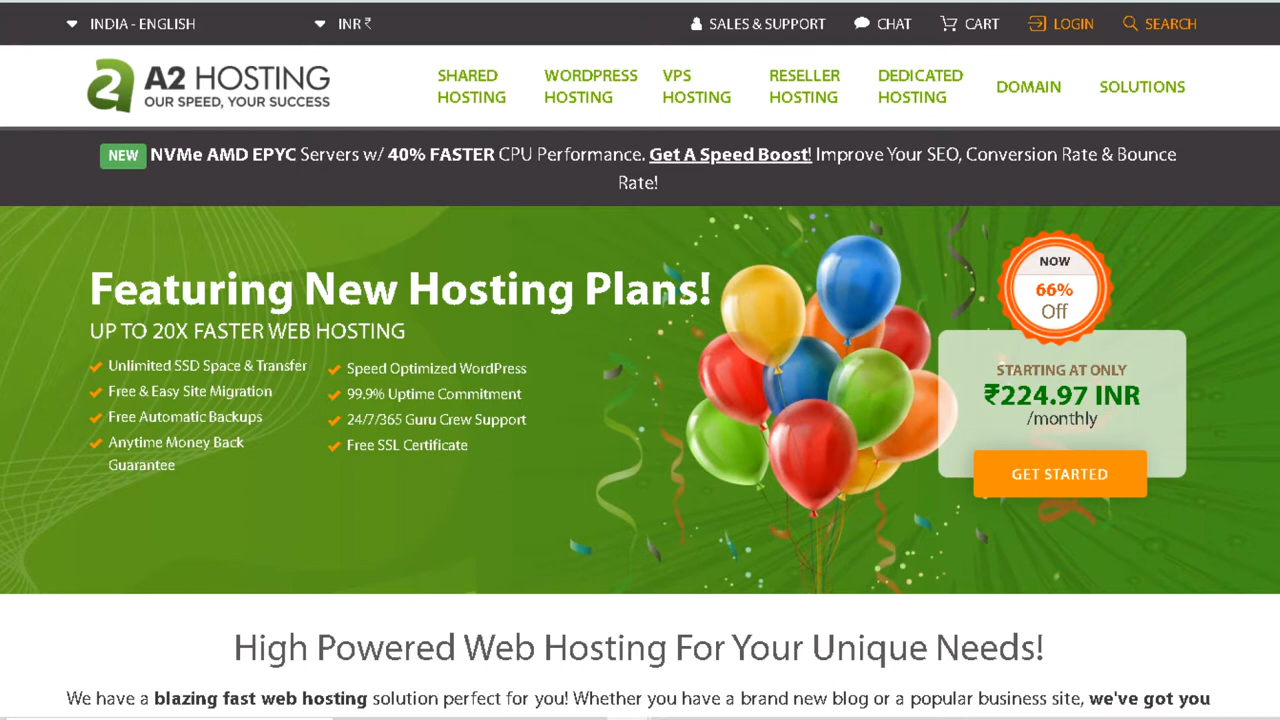 INDIA - ENGLISH
INR ₹
SALES & SUPPORT
CHAT
CART
LOGIN
SEARCH
A2 HOSTING
OUR SPEED, YOUR SUCCESS
SHARED
HOSTING
WORDPRESS
HOSTING
VPS
HOSTING
RESELLER
HOSTING
DEDICATED
HOSTING
DOMAIN
SOLUTIONS
NEW NVMe AMD EPYC Servers w/ 40% FASTER CPU Performance. Get A Speed Boost! Improve Your SEO, Conversion Rate & Bounce
Rate!
Featuring New Hosting Plans!
UP TO 20X FASTER WEB HOSTING
Unlimited SSD Space & Transfer
Free & Easy Site Migration
Free Automatic Backups
Anytime Money Back
Guarantee
Speed Optimized WordPress
99.9% Uptime Commitment
24/7/365 Guru Crew Support
Free SSL Certificate
NOW
66%
Off
STARTING AT ONLY
₹224.97 INR
/monthly
GET STARTED
High Powered Web Hosting For Your Unique Needs!
We have a blazing fast web hosting solution perfect for you! Whether you have a brand new blog or a popular business site, we've got you